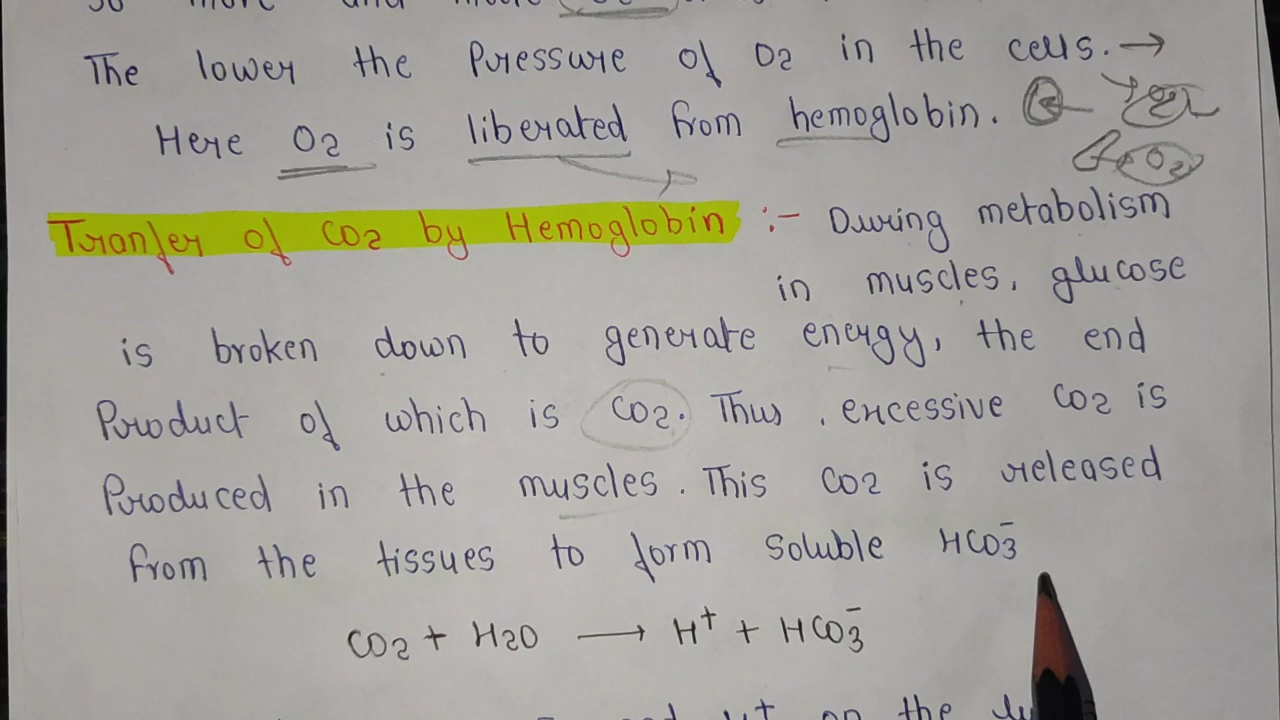 The lower the Pressure of O2 in the cells. →
Here O2 is liberated from hemoglobin.
O2
Tranfer of CO2 by Hemoglobin :- During metabolism
in muscles, glucose
is broken down to generate energy, the end
Product of which is CO2. Thus, excessive CO2 is
Produced in the muscles. This CO2 is released
from the tissues to form soluble HCO3⁻
CO2 + H2O ⟶ H⁺ + HCO3⁻
H⁺ on the